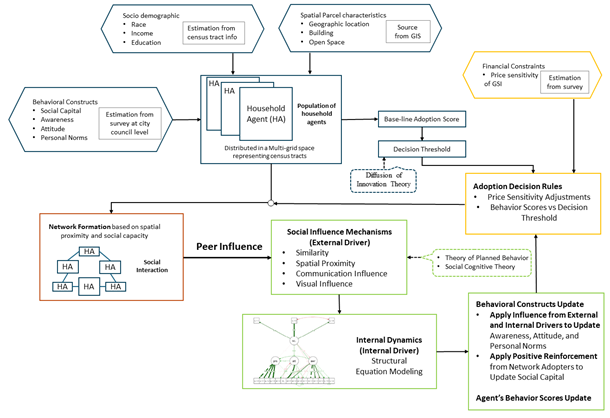 Socio demographic
• Race
• Income
• Education
Estimation from
census tract info
Spatial Parcel characteristics
• Geographic location
• Building
• Open Space
Source
from GIS
Financial Constraints
• Price sensitivity
of GSI
Estimation
from survey
Behavioral Constructs
• Social Capital
• Awareness
• Attitude
• Personal Norms
Estimation from
survey at city
council level
HA
HA
Household
Agent (HA)
Population of
household
agents
Distributed in a Multi-grid space
representing census tracts
Base-line Adoption Score
Decision Threshold
Diffusion of
Innovation Theory
Adoption Decision Rules
• Price Sensitivity Adjustments
• Behavior Scores vs Decision
Threshold
Network Formation based on spatial
proximity and social capacity
HA
HA
HA
HA
HA
HA
Social
Interaction
Peer Influence
Social Influence Mechanisms
(External Driver)
• Similarity
• Spatial Proximity
• Communication Influence
• Visual Influence
• Theory of Planned Behavior
• Social Cognitive Theory
Internal Dynamics
(Internal Driver)
Structural
Equation Modeling
Behavioral Constructs Update
• Apply Influence from External
and Internal Drivers to Update
Awareness, Attitude, and
Personal Norms
• Apply Positive Reinforcement
from Network Adopters to
Update Social Capital
Agent's Behavior Scores Update